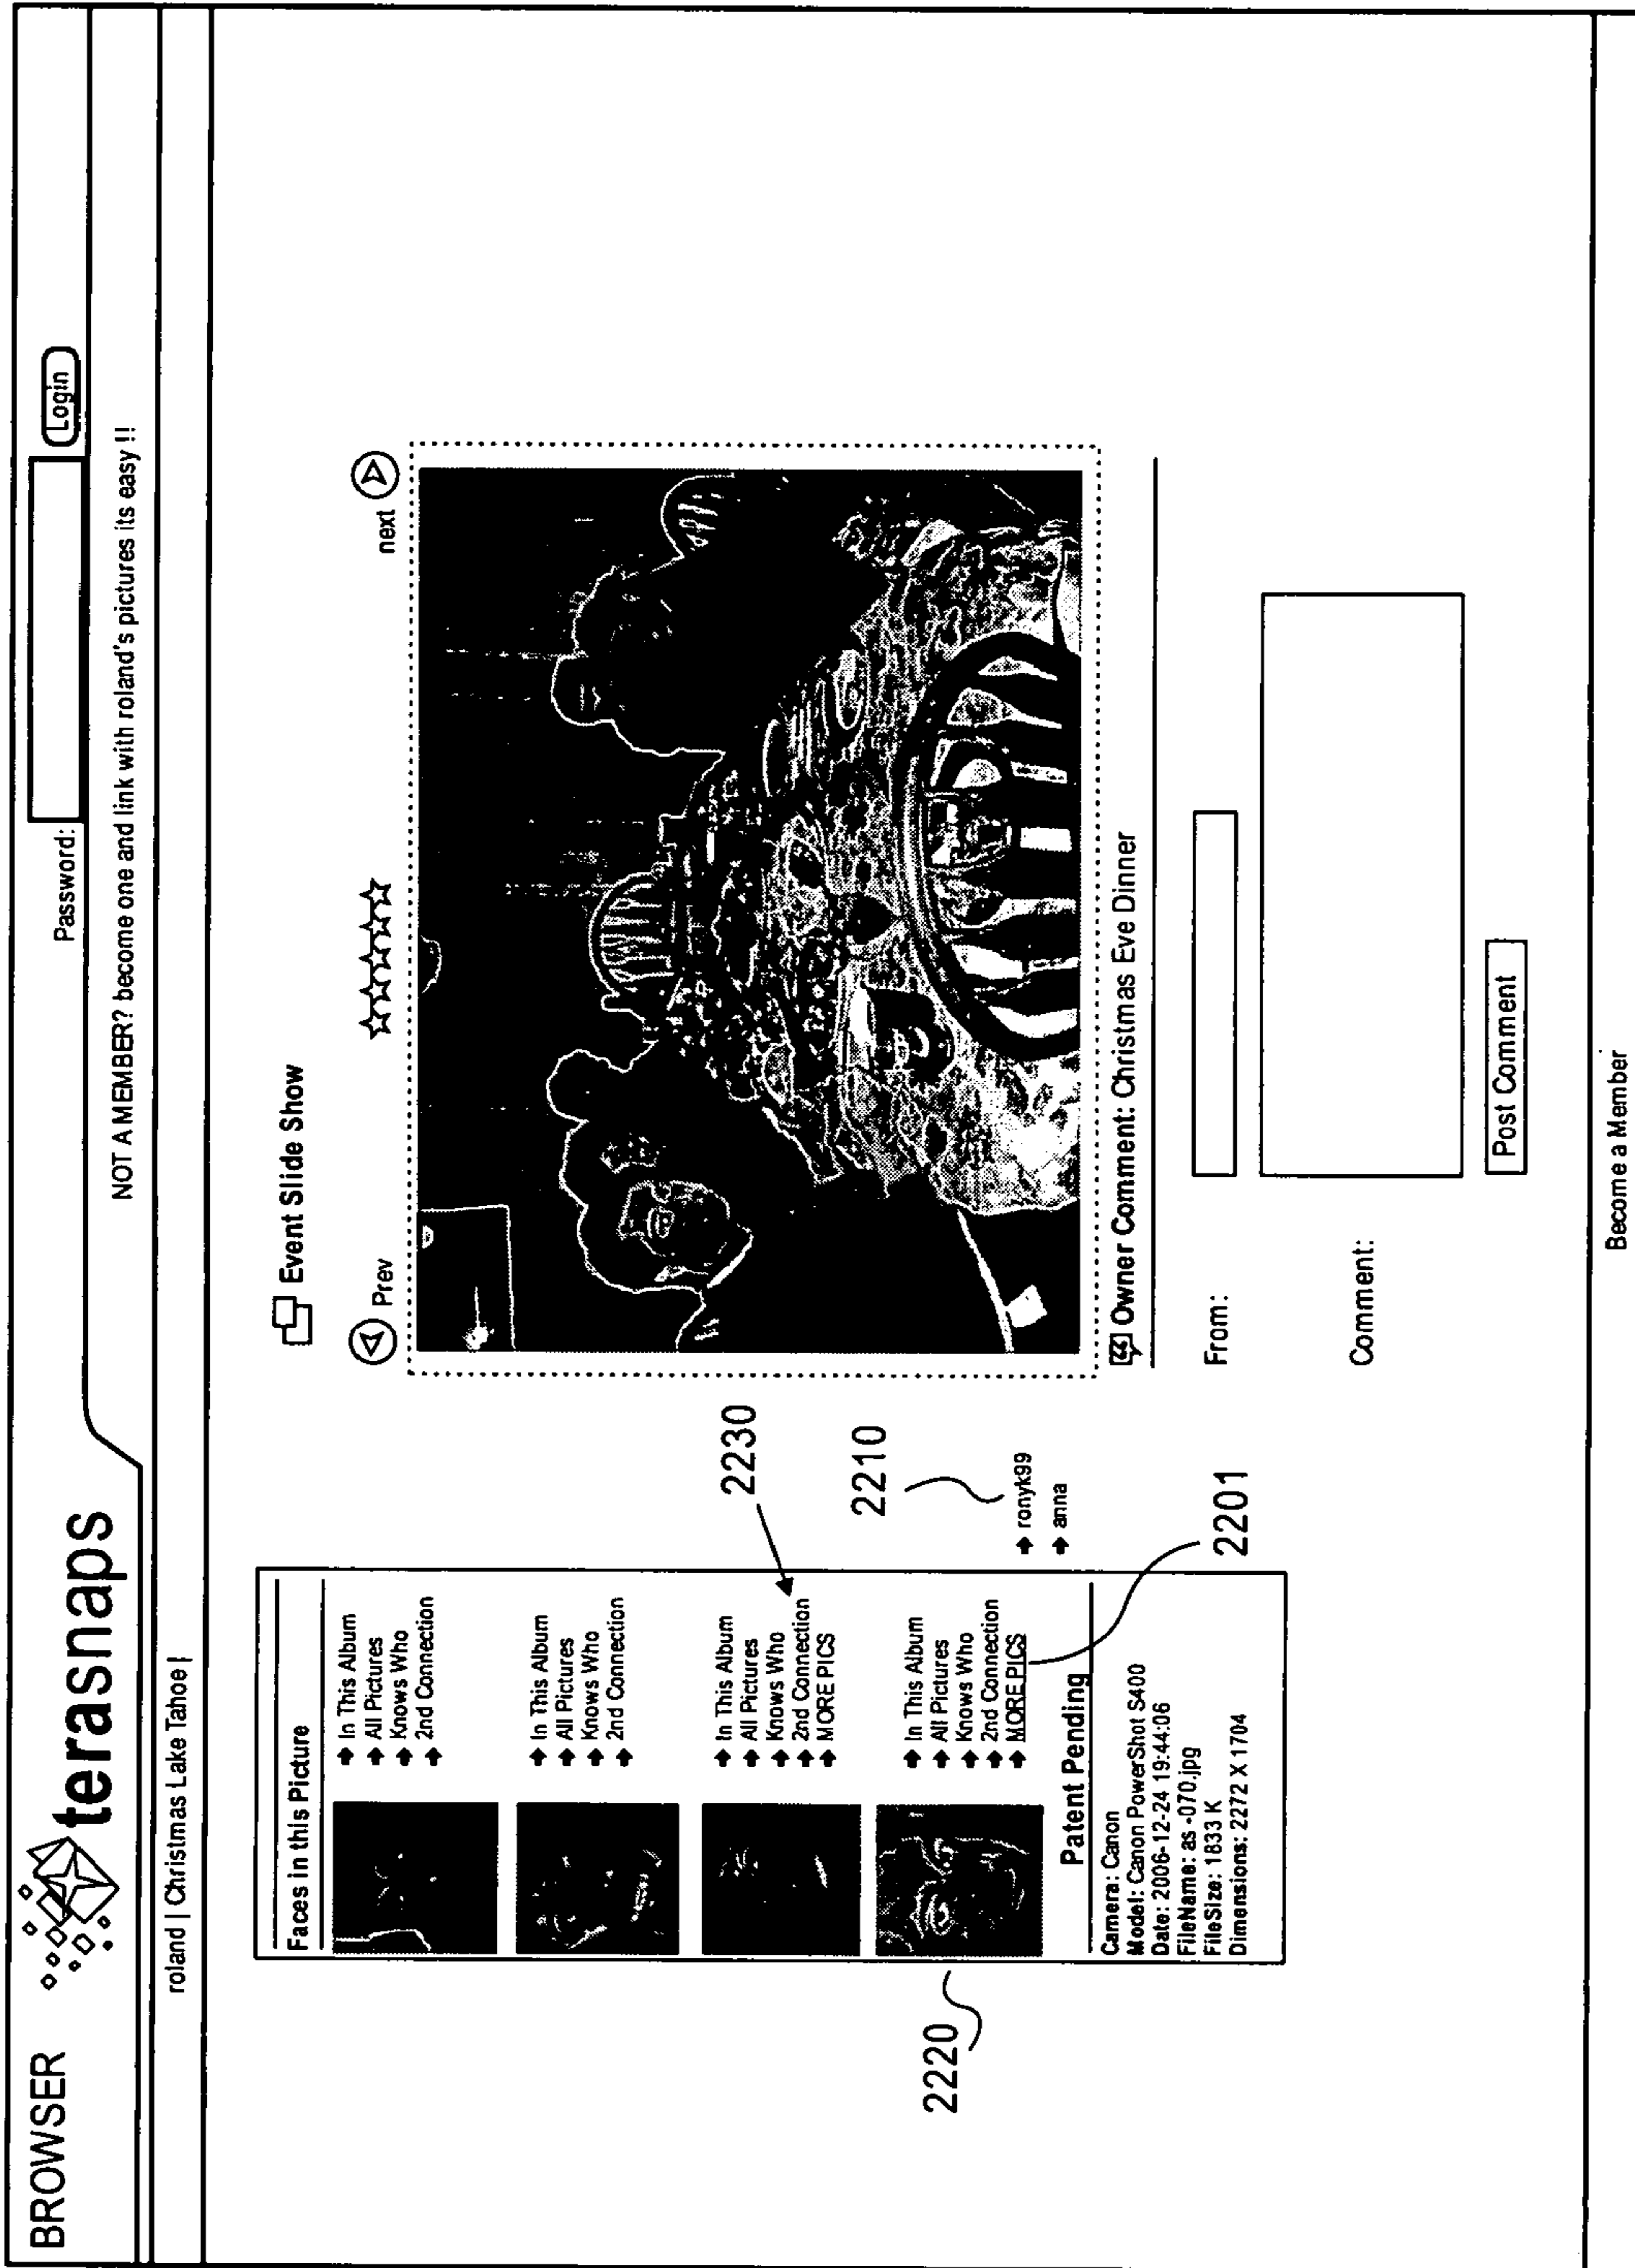 BROWSER
terasnaps
Password:
Login
NOT A MEMBER? become one and link with roland's pictures its easy !!
roland | Christmas Lake Tahoe |
Faces in this Picture
In This Album
All Pictures
Knows Who
2nd Connection
In This Album
All Pictures
Knows Who
2nd Connection
In This Album
All Pictures
Knows Who
2nd Connection
MORE PICS
In This Album
All Pictures
Knows Who
2nd Connection
MORE PICS
Patent Pending
Camera: Canon
Model: Canon PowerShot S400
Date: 2006-12-24 19:44:06
FileName: as -070.jpg
FileSize: 1833 K
Dimensions: 2272 X 1704
2220
2230
2210
ronyk99
anna
2201
Event Slide Show
Prev
next
Owner Comment: Christmas Eve Dinner
From:
Comment:
Post Comment
Become a Member